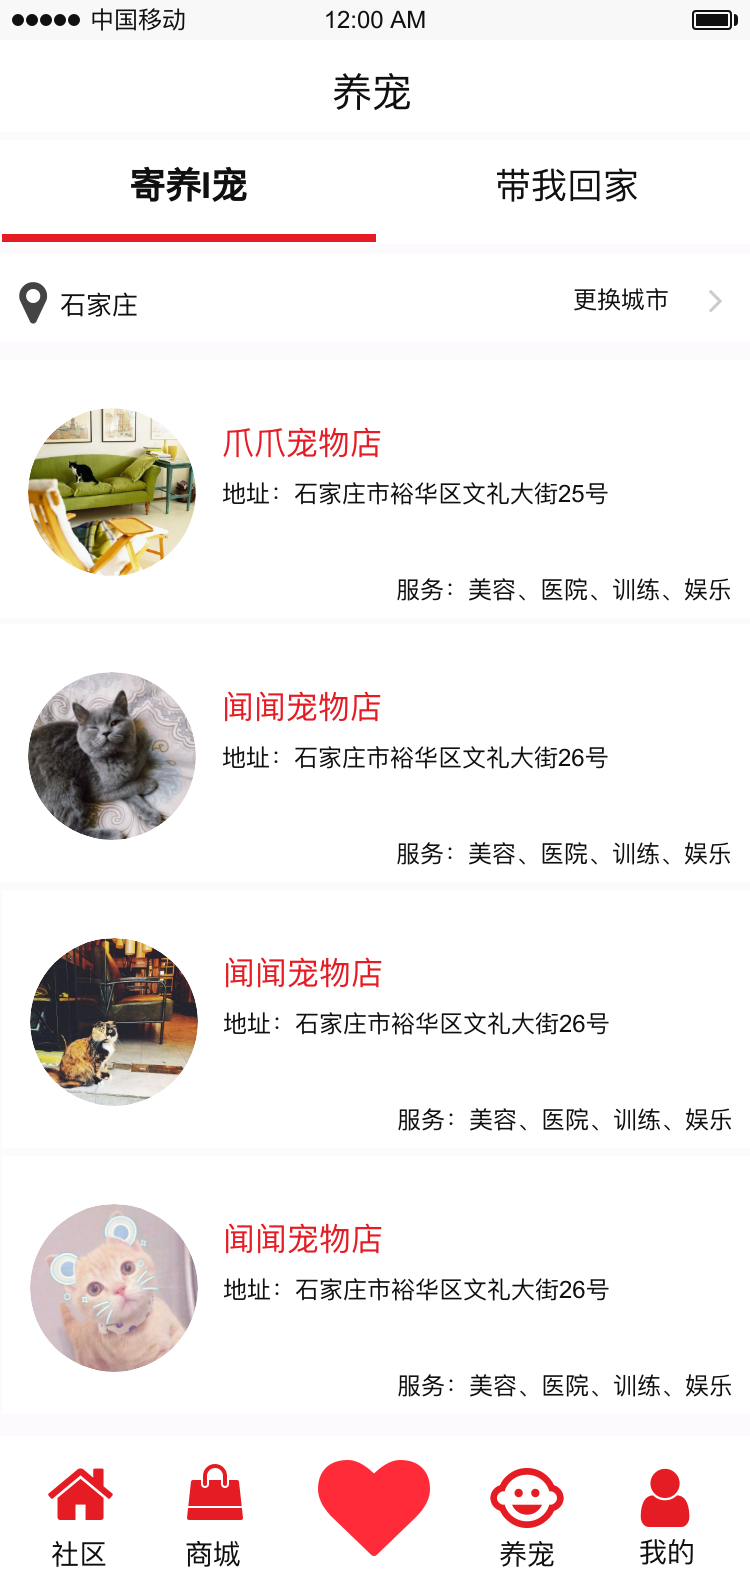 中国移动 12:00 AM
养宠
寄养I宠 带我回家
石家庄 更换城市
爪爪宠物店
地址：石家庄市裕华区文礼大街25号
服务：美容、医院、训练、娱乐
闻闻宠物店
地址：石家庄市裕华区文礼大街26号
服务：美容、医院、训练、娱乐
闻闻宠物店
地址：石家庄市裕华区文礼大街26号
服务：美容、医院、训练、娱乐
闻闻宠物店
地址：石家庄市裕华区文礼大街26号
服务：美容、医院、训练、娱乐
社区 商城 养宠 我的